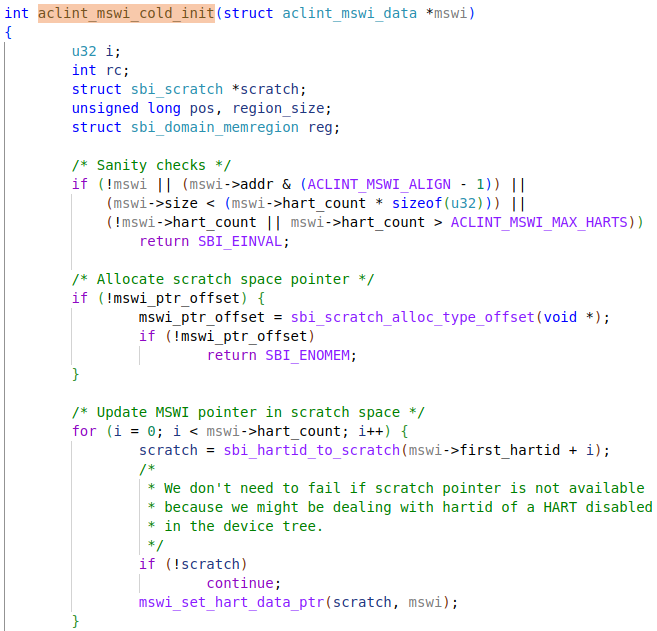 int aclint_mswi_cold_init(struct aclint_mswi_data *mswi)
{
        u32 i;
        int rc;
        struct sbi_scratch *scratch;
        unsigned long pos, region_size;
        struct sbi_domain_memregion reg;

        /* Sanity checks */
        if (!mswi || (mswi->addr & (ACLINT_MSWI_ALIGN - 1)) ||
            (mswi->size < (mswi->hart_count * sizeof(u32))) ||
            (!mswi->hart_count || mswi->hart_count > ACLINT_MSWI_MAX_HARTS))
                return SBI_EINVAL;

        /* Allocate scratch space pointer */
        if (!mswi_ptr_offset) {
                mswi_ptr_offset = sbi_scratch_alloc_type_offset(void *);
                if (!mswi_ptr_offset)
                        return SBI_ENOMEM;
        }

        /* Update MSWI pointer in scratch space */
        for (i = 0; i < mswi->hart_count; i++) {
                scratch = sbi_hartid_to_scratch(mswi->first_hartid + i);
                /*
                 * We don't need to fail if scratch pointer is not available
                 * because we might be dealing with hartid of a HART disabled
                 * in the device tree.
                 */
                if (!scratch)
                        continue;
                mswi_set_hart_data_ptr(scratch, mswi);
        }